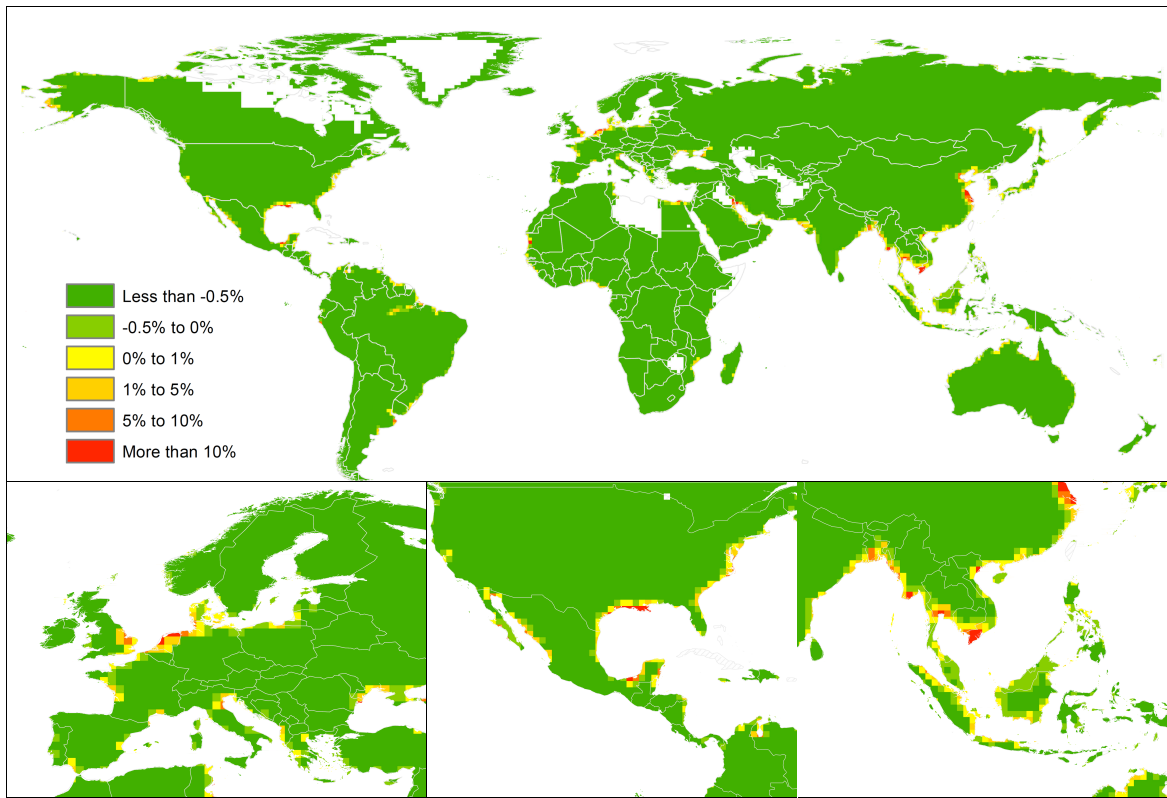 Less than -0.5%
-0.5% to 0%
0% to 1%
1% to 5%
5% to 10%
More than 10%